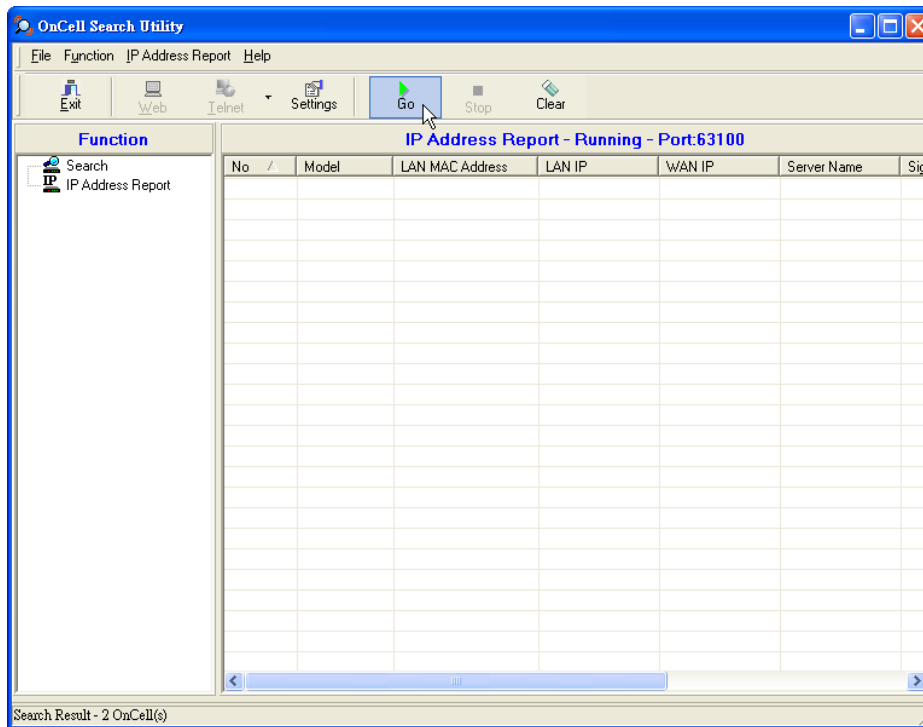 OnCell Search Utility
File Function IP Address Report Help
Exit Web Telnet Settings Go Stop Clear
Function
IP Address Report - Running - Port:63100
Search
IP Address Report
No Model LAN MAC Address LAN IP WAN IP Server Name Sig
Search Result - 2 OnCell(s)